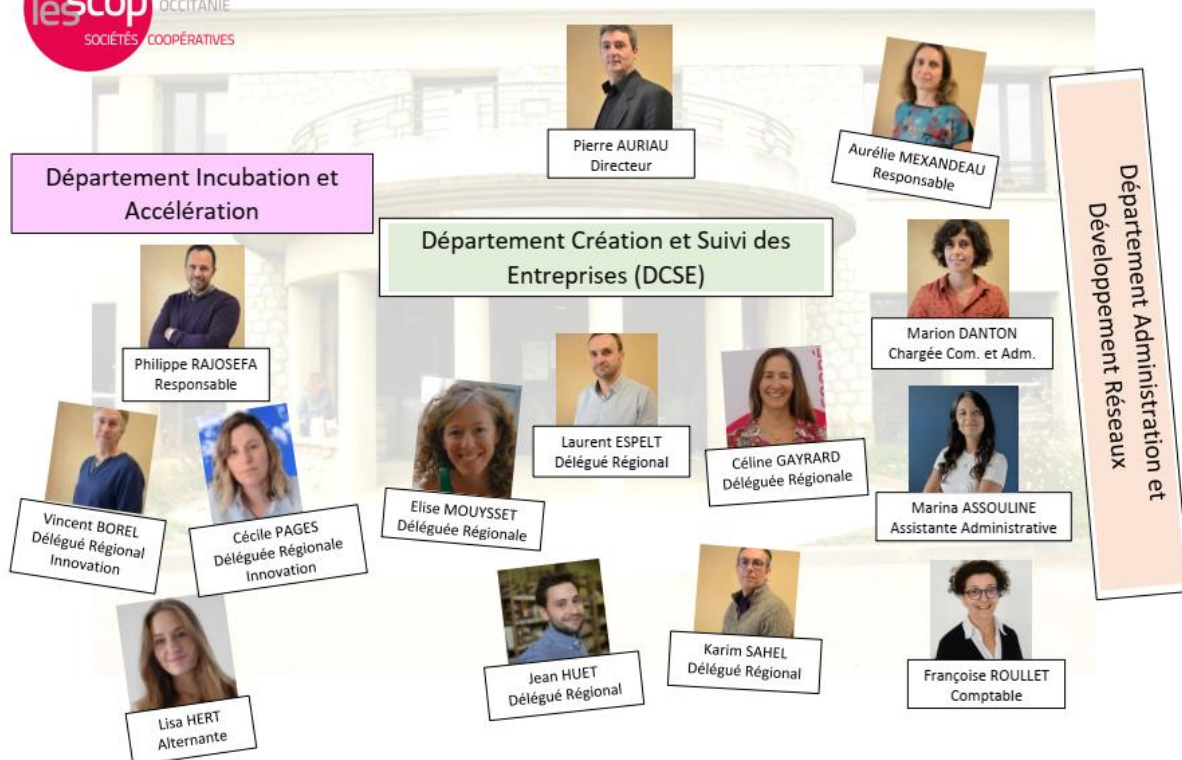 lesscop
OCCITANIE
SOCIÉTÉS COOPÉRATIVES
Pierre AURIAU
Directeur
Aurélie MEXANDEAU
Responsable
Département Incubation et
Accélération
Département Création et Suivi des
Entreprises (DCSE)
Département Administration et
Développement Réseaux
Philippe RAJOSEFA
Responsable
Marion DANTON
Chargée Com. et Adm.
Laurent ESPELT
Délégué Régional
Céline GAYRARD
Déléguée Régionale
Elise MOUYSSET
Déléguée Régionale
Marina ASSOULINE
Assistante Administrative
Vincent BOREL
Délégué Régional
Innovation
Cécile PAGES
Déléguée Régionale
Innovation
Jean HUET
Délégué Régional
Karim SAHEL
Délégué Régional
Françoise ROULLET
Comptable
Lisa HERT
Alternante